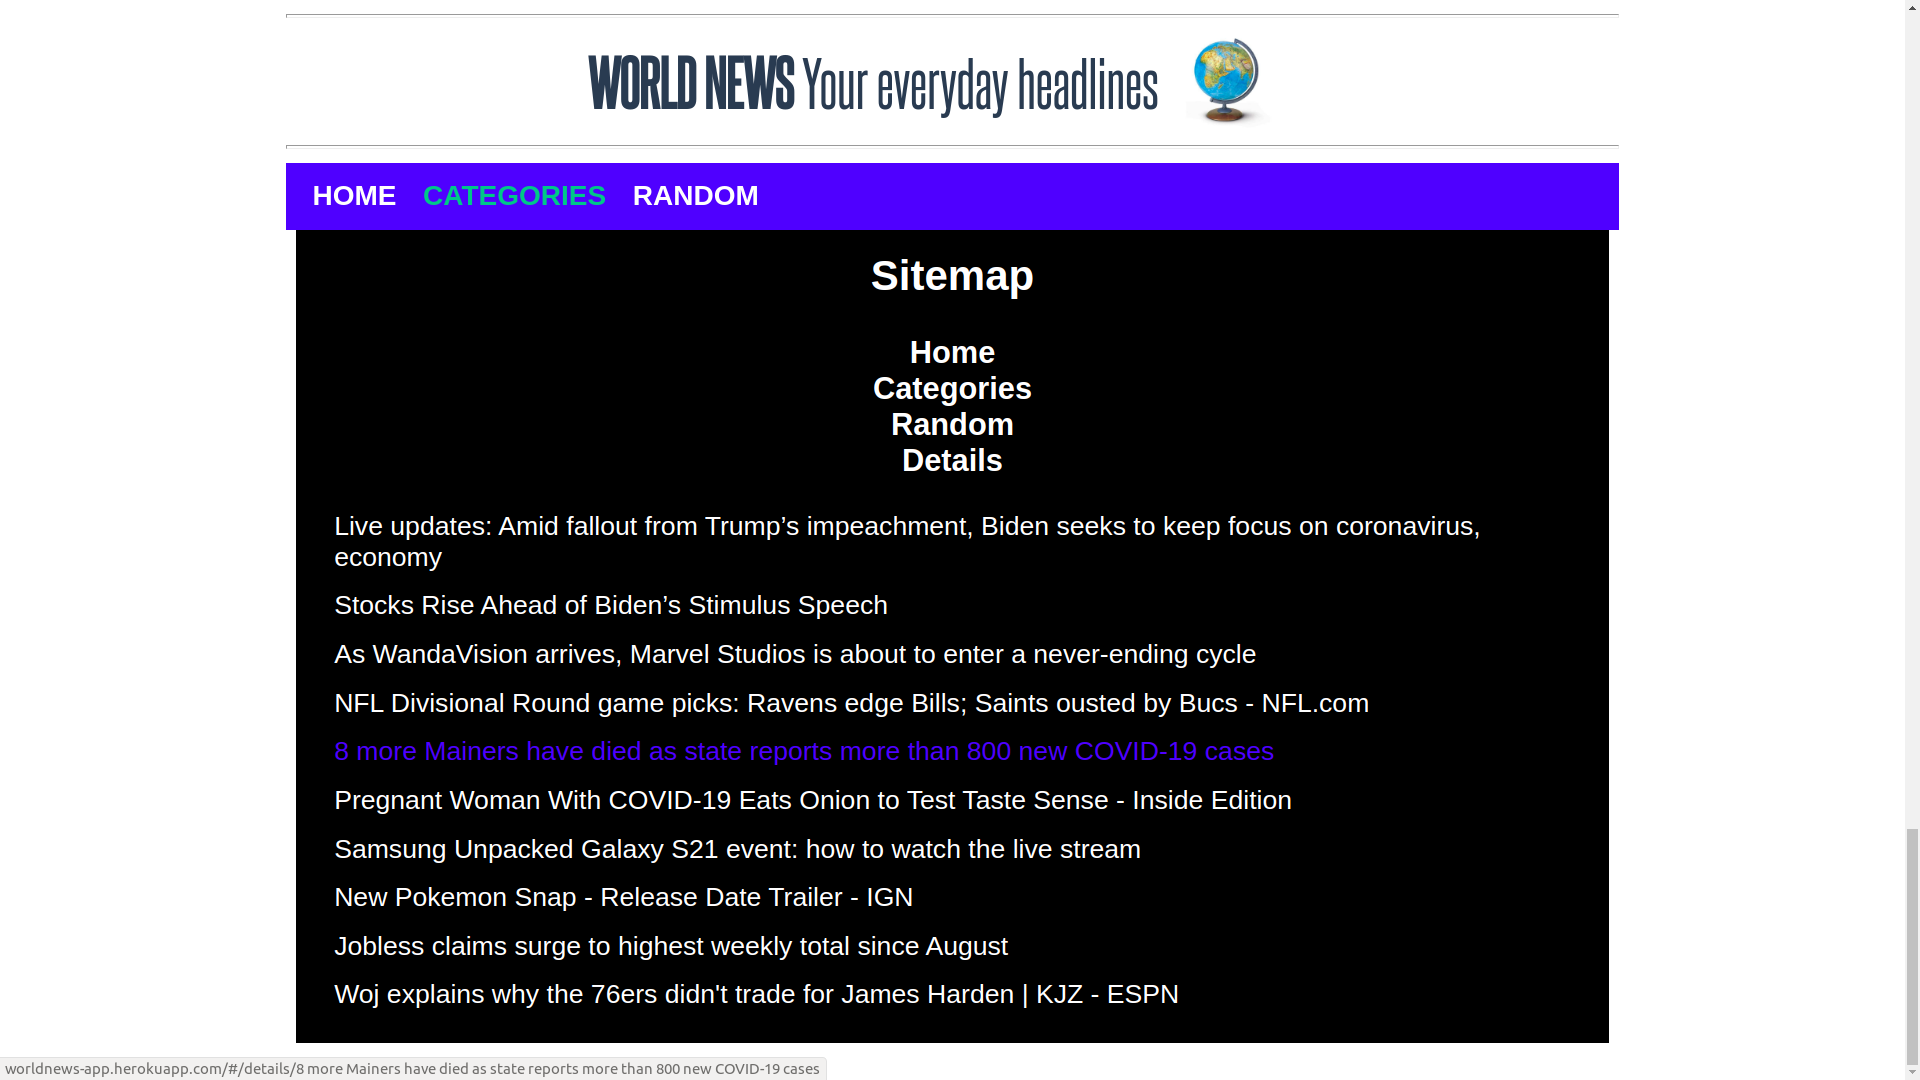 WORLD NEWS Your everyday headlines
HOME CATEGORIES RANDOM
Sitemap
Home
Categories
Random
Details
Live updates: Amid fallout from Trump’s impeachment, Biden seeks to keep focus on coronavirus,
economy
Stocks Rise Ahead of Biden’s Stimulus Speech
As WandaVision arrives, Marvel Studios is about to enter a never-ending cycle
NFL Divisional Round game picks: Ravens edge Bills; Saints ousted by Bucs - NFL.com
8 more Mainers have died as state reports more than 800 new COVID-19 cases
Pregnant Woman With COVID-19 Eats Onion to Test Taste Sense - Inside Edition
Samsung Unpacked Galaxy S21 event: how to watch the live stream
New Pokemon Snap - Release Date Trailer - IGN
Jobless claims surge to highest weekly total since August
Woj explains why the 76ers didn't trade for James Harden | KJZ - ESPN
worldnews-app.herokuapp.com/#/details/8 more Mainers have died as state reports more than 800 new COVID-19 cases